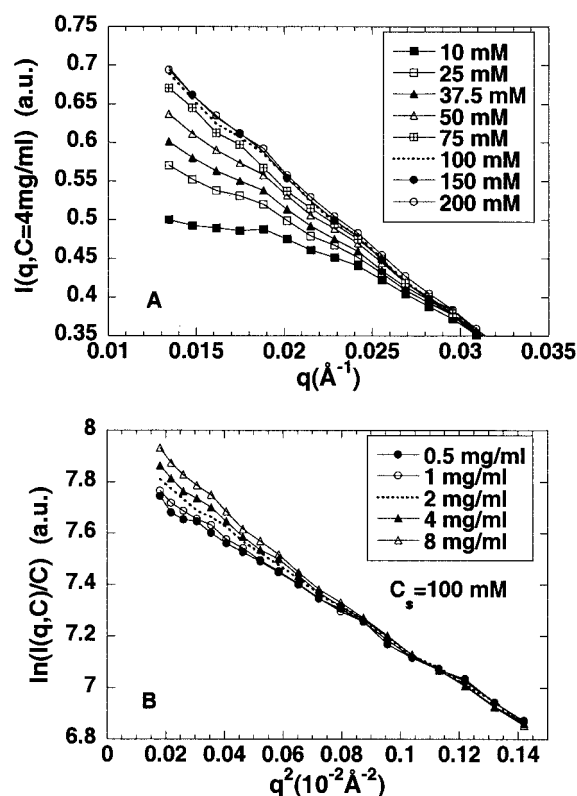 0.75
0.7
0.65
0.6
0.55
0.5
0.45
0.4
0.35
I(q,C=4mg/ml) (a.u.)
10 mM
25 mM
37.5 mM
50 mM
75 mM
100 mM
150 mM
200 mM
A
0.01 0.015 0.02 0.025 0.03 0.035
q(Å⁻¹)
8
7.8
7.6
7.4
7.2
7
6.8
ln(I(q,C)/C) (a.u.)
0.5 mg/ml
1 mg/ml
2 mg/ml
4 mg/ml
8 mg/ml
Cₛ=100 mM
B
0 0.02 0.04 0.06 0.08 0.1 0.12 0.14
q²(10⁻²Å⁻²)